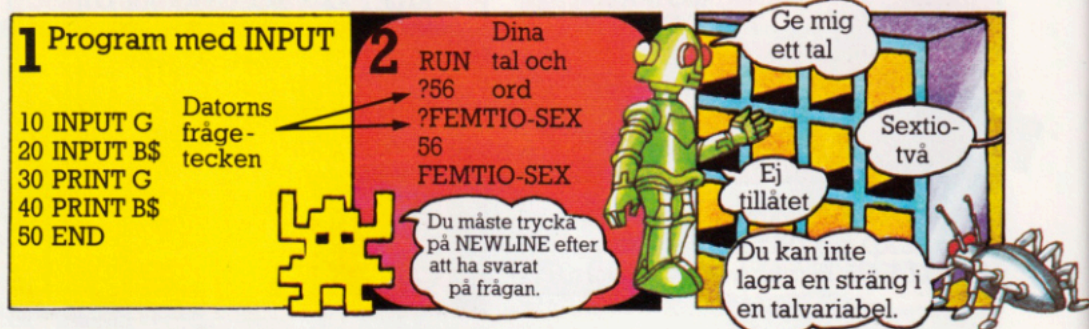 1 Program med INPUT
10 INPUT G
20 INPUT B$
30 PRINT G
40 PRINT B$
50 END
Datorns
fråge-
tecken
2
Dina
tal och
ord
RUN
?56
?FEMTIO-SEX
56
FEMTIO-SEX
Du måste trycka
på NEWLINE efter
att ha svarat
på frågan.
Ge mig
ett tal
Sextio-
två
Ej
tillåtet
Du kan inte
lagra en sträng i
en talvariabel.